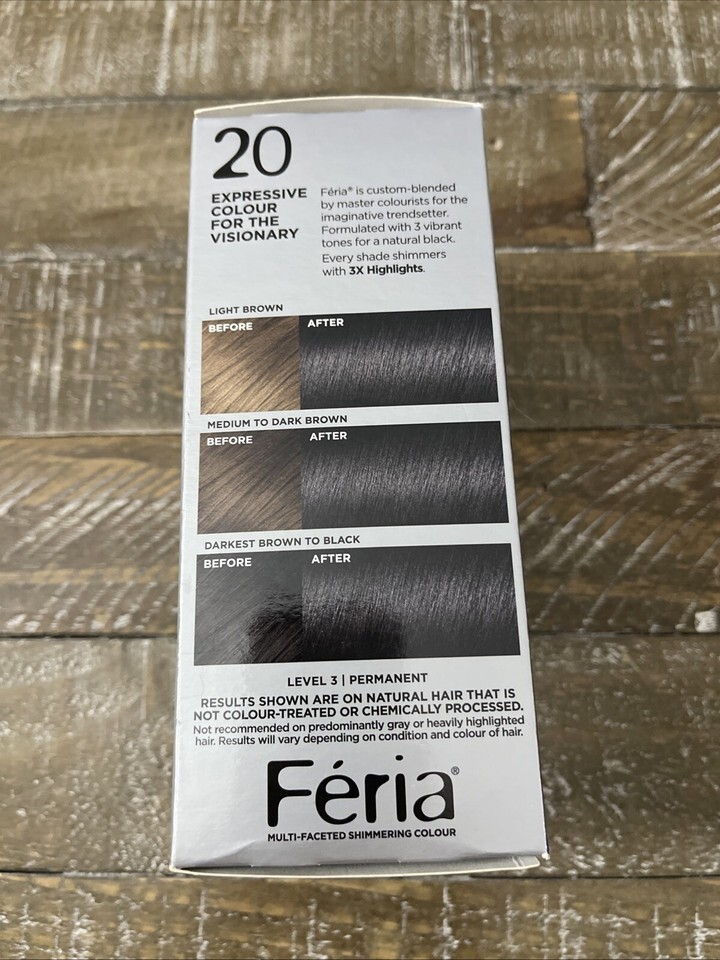 20
EXPRESSIVE
COLOUR
FOR THE
VISIONARY
Féria® is custom-blended
by master colourists for the
imaginative trendsetter.
Formulated with 3 vibrant
tones for a natural black.
Every shade shimmers
with 3X Highlights.
LIGHT BROWN
BEFORE AFTER
MEDIUM TO DARK BROWN
BEFORE AFTER
DARKEST BROWN TO BLACK
BEFORE AFTER
LEVEL 3 | PERMANENT
RESULTS SHOWN ARE ON NATURAL HAIR THAT IS
NOT COLOUR-TREATED OR CHEMICALLY PROCESSED.
Not recommended on predominantly gray or heavily highlighted
hair. Results will vary depending on condition and colour of hair.
Féria®
MULTI-FACETED SHIMMERING COLOUR